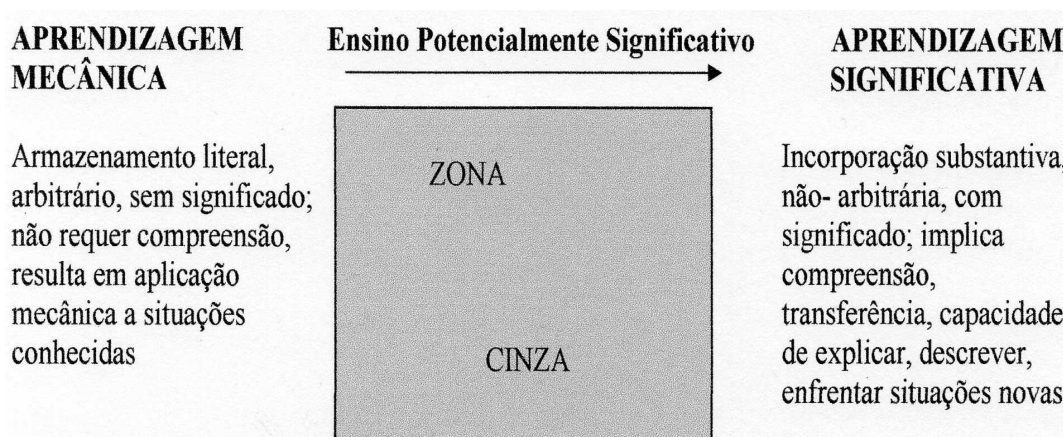 APRENDIZAGEM
MECÂNICA
Armazenamento literal,
arbitrário, sem significado;
não requer compreensão,
resulta em aplicação
mecânica a situações
conhecidas
Ensino Potencialmente Significativo
ZONA
CINZA
APRENDIZAGEM
SIGNIFICATIVA
Incorporação substantiva,
não- arbitrária, com
significado; implica
compreensão,
transferência, capacidade
de explicar, descrever,
enfrentar situações novas